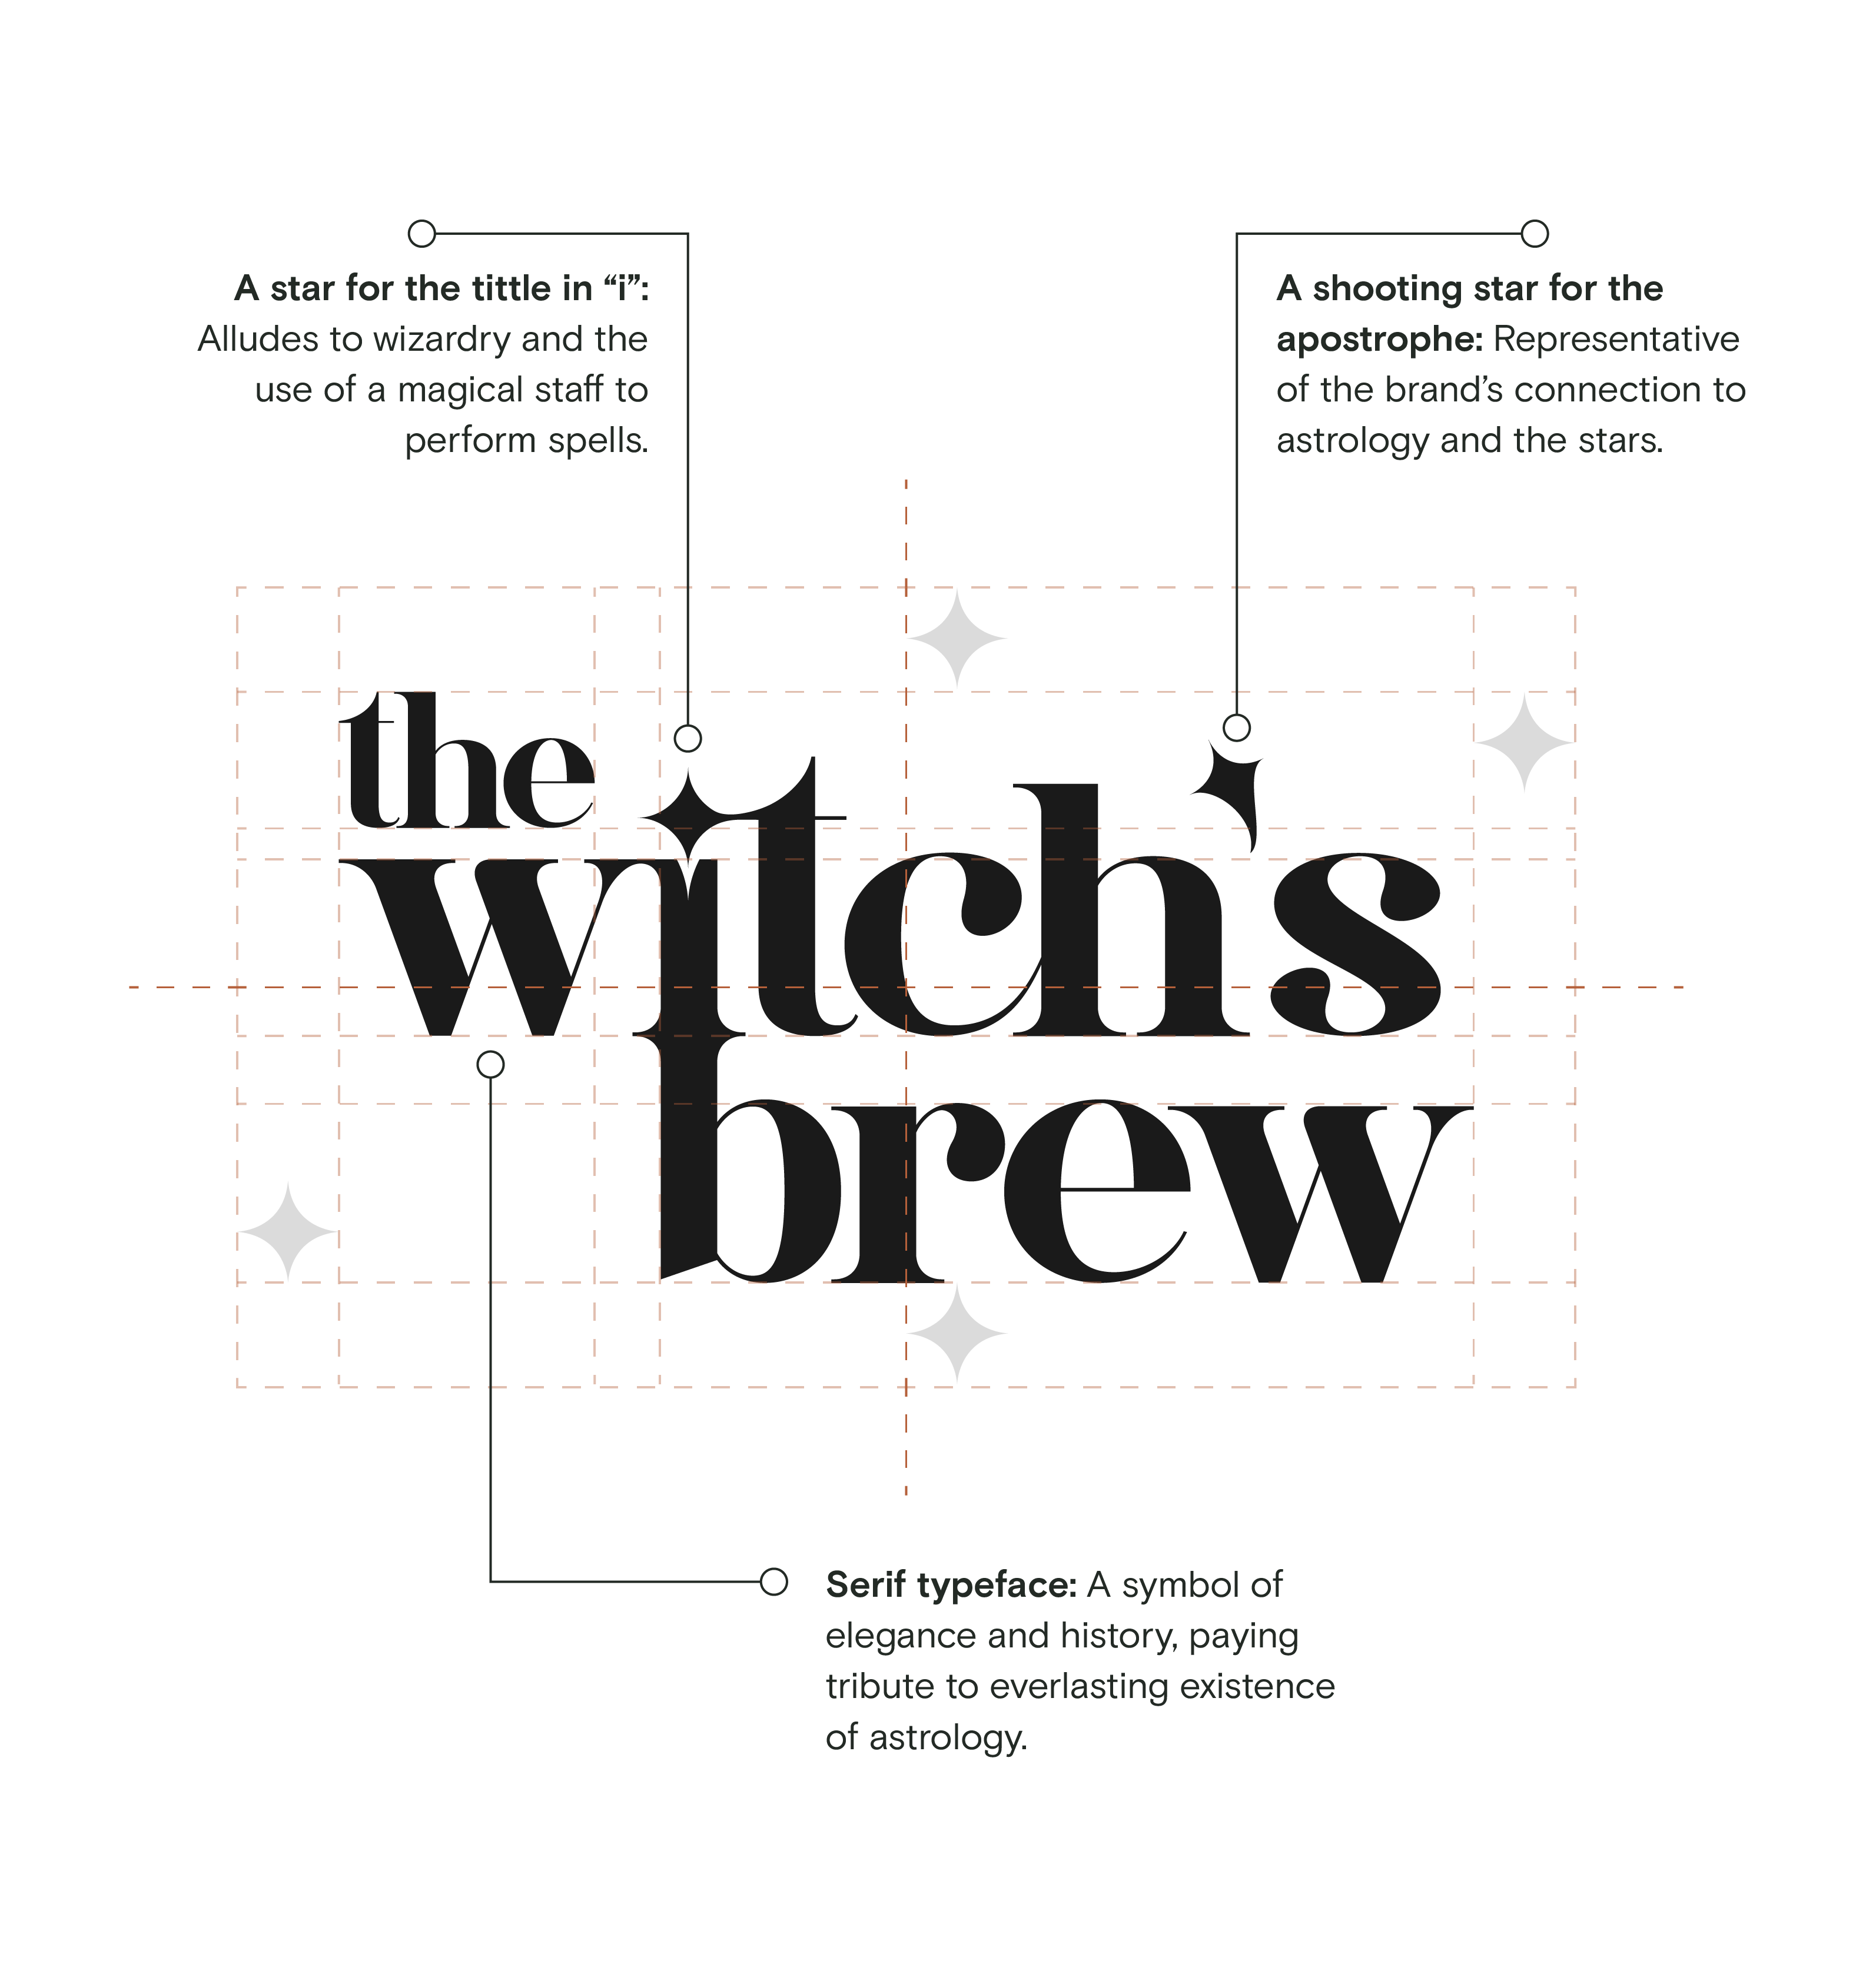 A star for the tittle in “i”:
Alludes to wizardry and the
use of a magical staff to
perform spells.
A shooting star for the
apostrophe: Representative
of the brand’s connection to
astrology and the stars.
the
witch’s
brew
Serif typeface: A symbol of
elegance and history, paying
tribute to everlasting existence
of astrology.